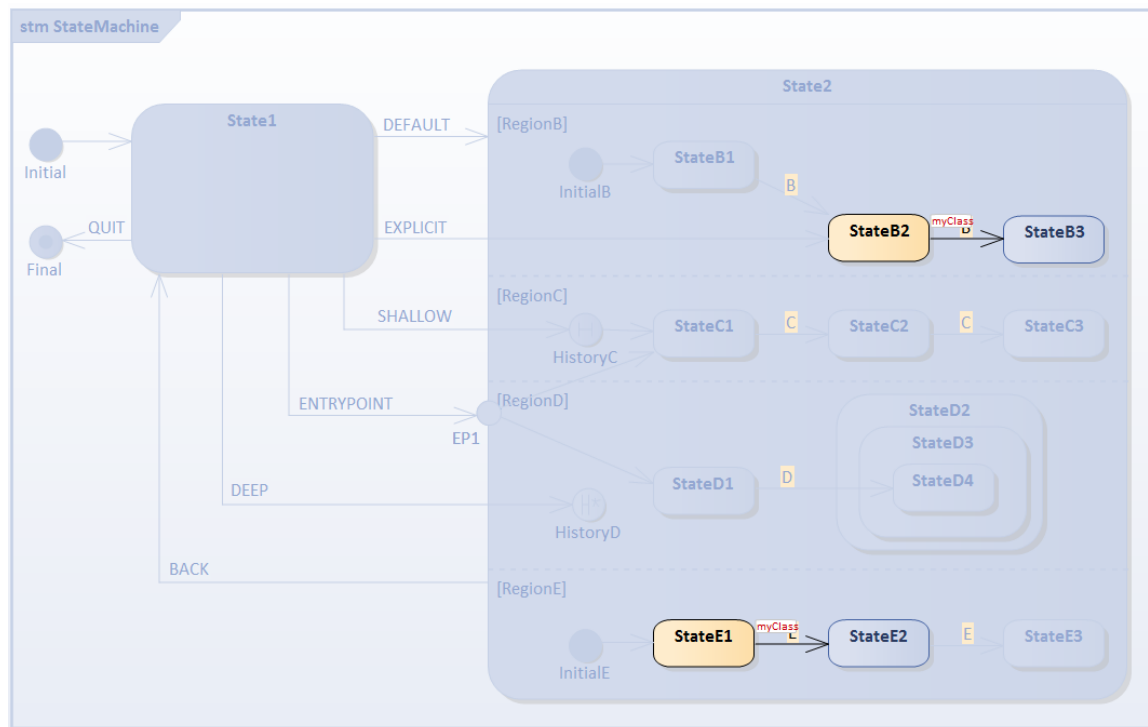 stm StateMachine
State2
State1
DEFAULT
[RegionB]
Initial
StateB1
InitialB
B
QUIT
EXPLICIT
StateB2
myClass
StateB3
Final
[RegionC]
SHALLOW
StateC1
C
StateC2
C
StateC3
HistoryC
ENTRYPOINT
[RegionD]
EP1
StateD2
StateD3
StateD1
D
StateD4
DEEP
HistoryD
BACK
[RegionE]
StateE1
myClass
StateE2
E
StateE3
InitialE